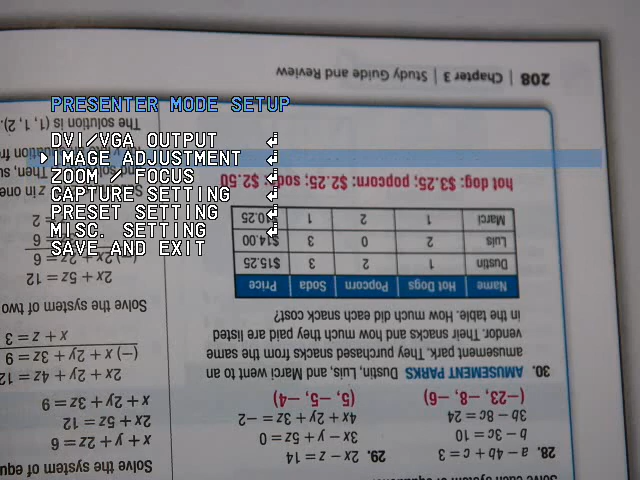 PRESENTER MODE SETUP
DVI/VGA OUTPUT
IMAGE ADJUSTMENT
ZOOM / FOCUS
CAPTURE SETTING
PRESET SETTING
MISC. SETTING
SAVE AND EXIT
28. a − 4b + c = 3
b − 3c = 10
3b − 8c = 24
(−23, −8, −6)
29. 2x − z = 14
3x − y + 5z = 0
4x + 2y + 3z = −2
(5, −5, −4)
30. AMUSEMENT PARKS Dustin, Luis, and Marci went to an
amusement park. They purchased snacks from the same
vendor. Their snacks and how much they paid are listed
in the table. How much did each snack cost?
Name Hot Dogs Popcorn Soda Price
Dustin 1 2 3 $15.25
Luis 2 0 3 $14.00
Marci 1 2 1 $10.25
hot dog: $3.25; popcorn: $2.25; soda: $2.50
Solve the system of equ
x + y + 2z = 6
2x + 5z = 12
x + 2y + 3z = 9
2x + 2y + 4z = 12
(−) x + 2y + 3z = 9
x + z = 3
Solve the system of two
2x + 5z = 12
(−) 2x + 2z = 6
The solution is (1, 1, 2).
208 | Chapter 3 | Study Guide and Review